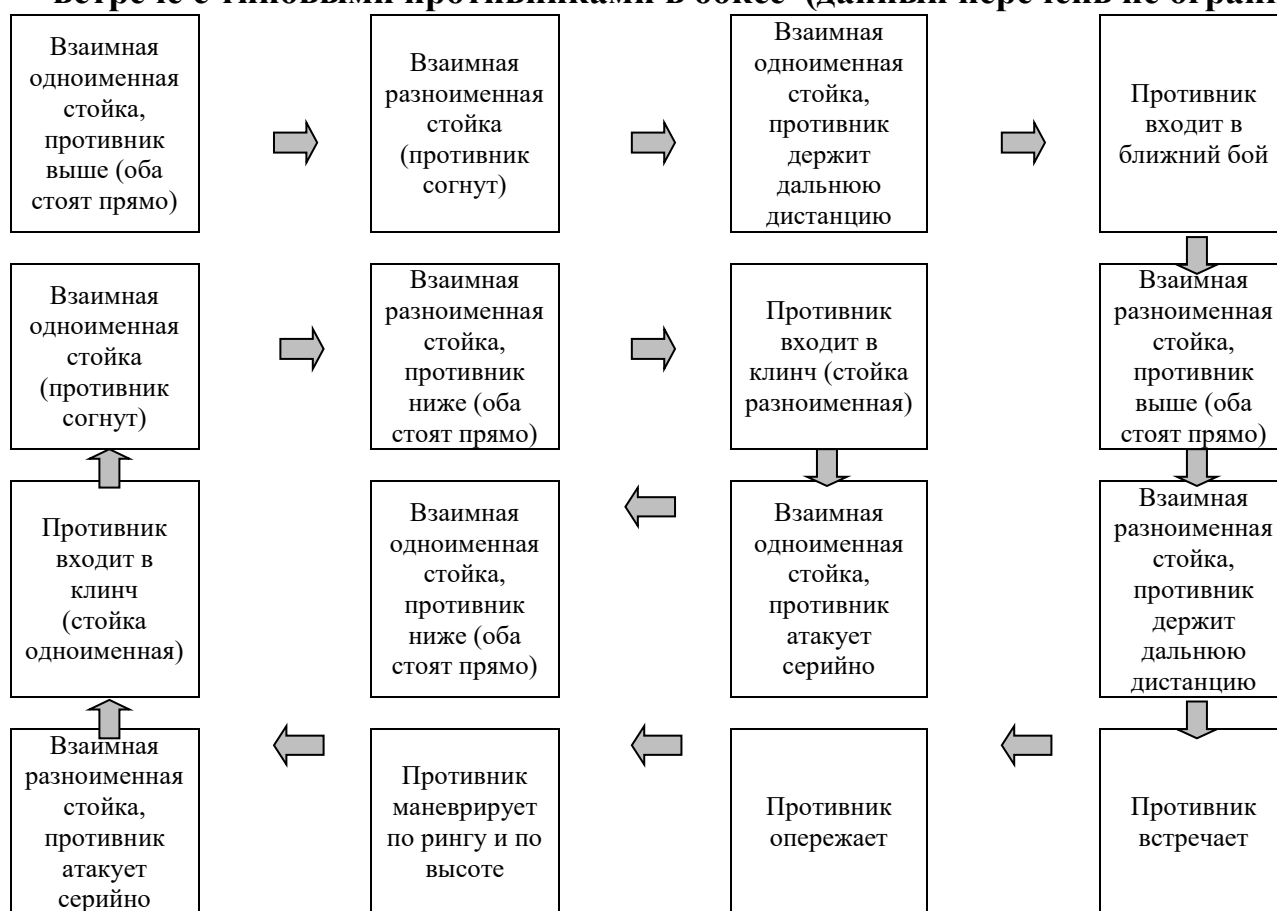 встрече с типовыми противниками в боксе (данный перечень не ограни
Взаимная
одноименная
стойка,
противник
выше (оба
стоят прямо)
Взаимная
разноименная
стойка
(противник
согнут)
Взаимная
одноименная
стойка,
противник
держит
дальнюю
дистанцию
Противник
входит в
ближний бой
Взаимная
одноименная
стойка
(противник
согнут)
Взаимная
разноименная
стойка,
противник
ниже (оба
стоят прямо)
Противник
входит в
клинч (стойка
разноименная)
Взаимная
разноименная
стойка,
противник
выше (оба
стоят прямо)
Противник
входит в
клинч
(стойка
одноименная)
Взаимная
одноименная
стойка,
противник
ниже (оба
стоят прямо)
Взаимная
одноименная
стойка,
противник
атакует
серийно
Взаимная
разноименная
стойка,
противник
держит
дальнюю
дистанцию
Взаимная
разноименная
стойка,
противник
атакует
серийно
Противник
маневрирует
по рингу и по
высоте
Противник
опережает
Противник
встречает